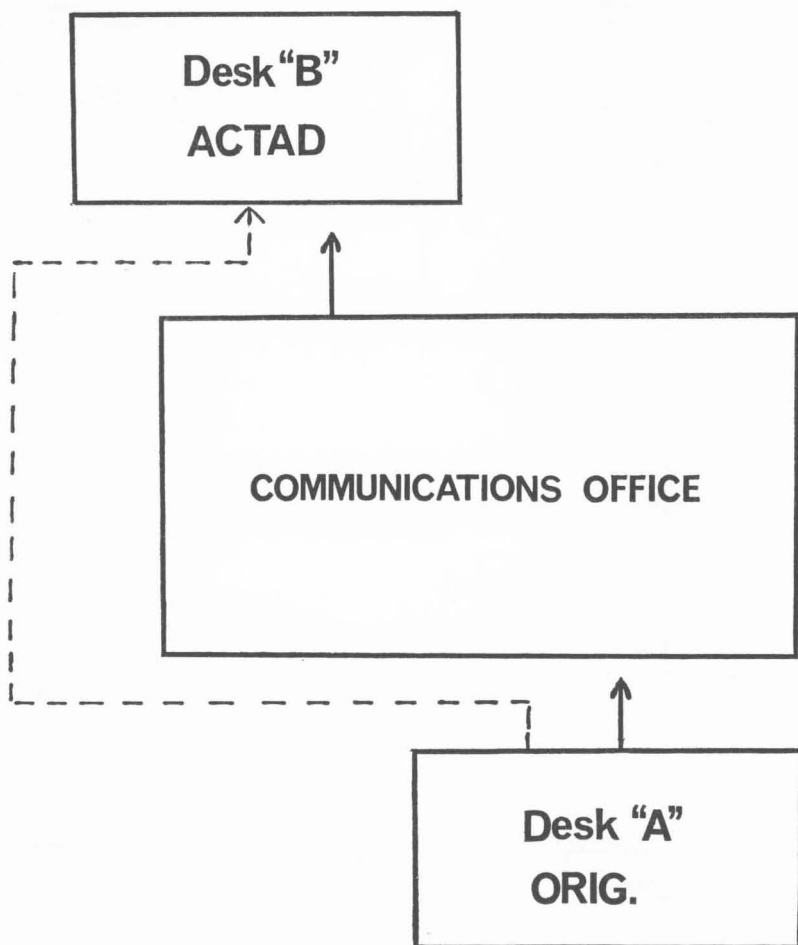 Desk "B"
ACTAD
COMMUNICATIONS OFFICE
Desk "A"
ORIG.